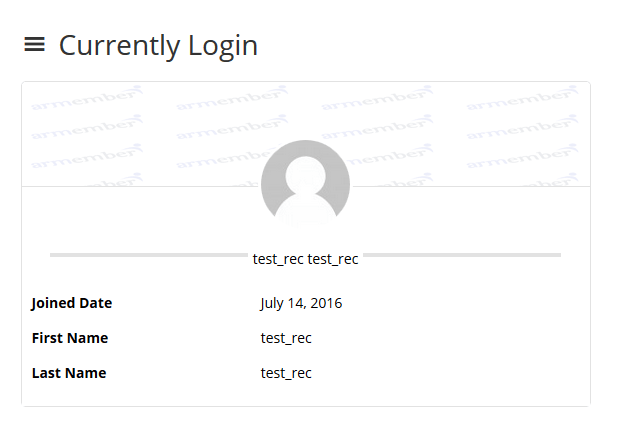 Currently Login
armember armember armember armember
armember armember armember armember
armember armember armember armember
armember armember armember
test_rec test_rec
Joined Date July 14, 2016
First Name test_rec
Last Name test_rec